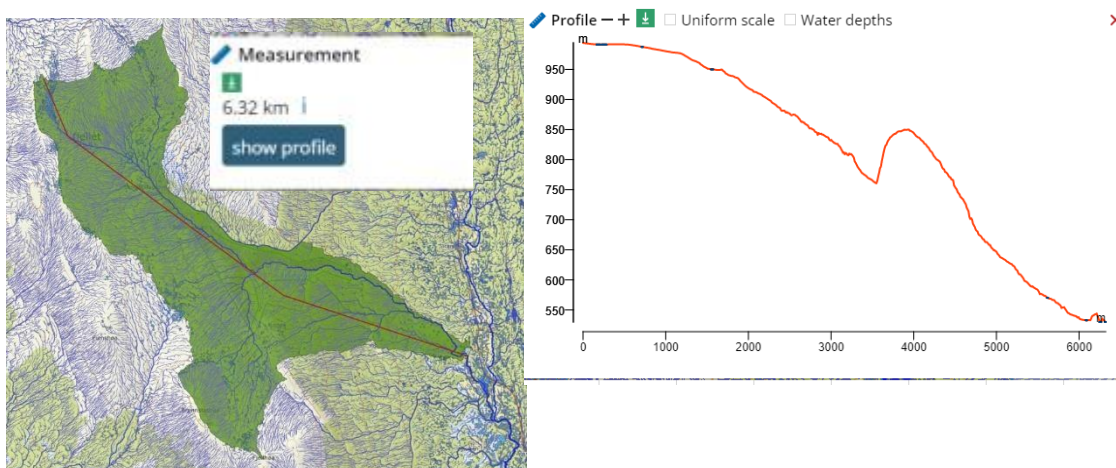 Measurement
6.32 km i
show profile
Profile − + Uniform scale Water depths ×
m
950
900
850
800
750
700
650
600
550
m
0 1000 2000 3000 4000 5000 6000